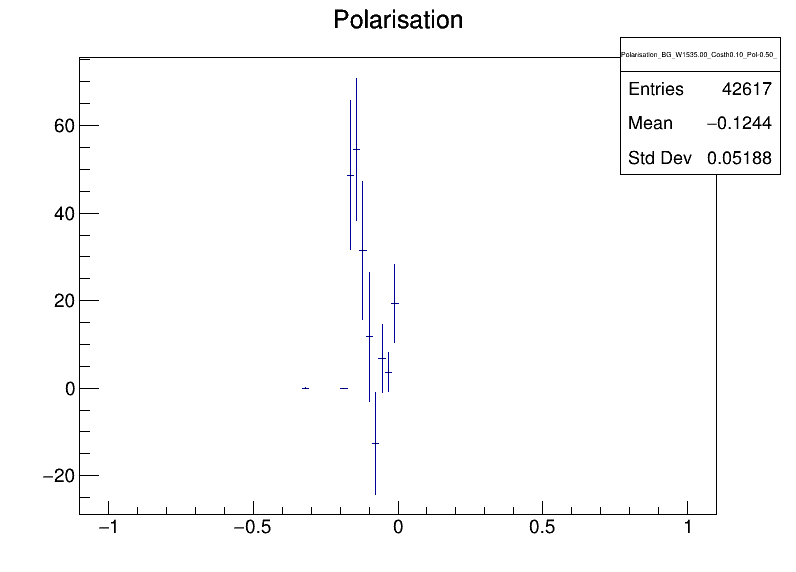 Polarisation
Polarisation_BG_W1535.00_Costh0.10_Pol-0.50_
Entries 42617
Mean −0.1244
Std Dev 0.05188
60
40
20
0
−20
−1 −0.5 0 0.5 1